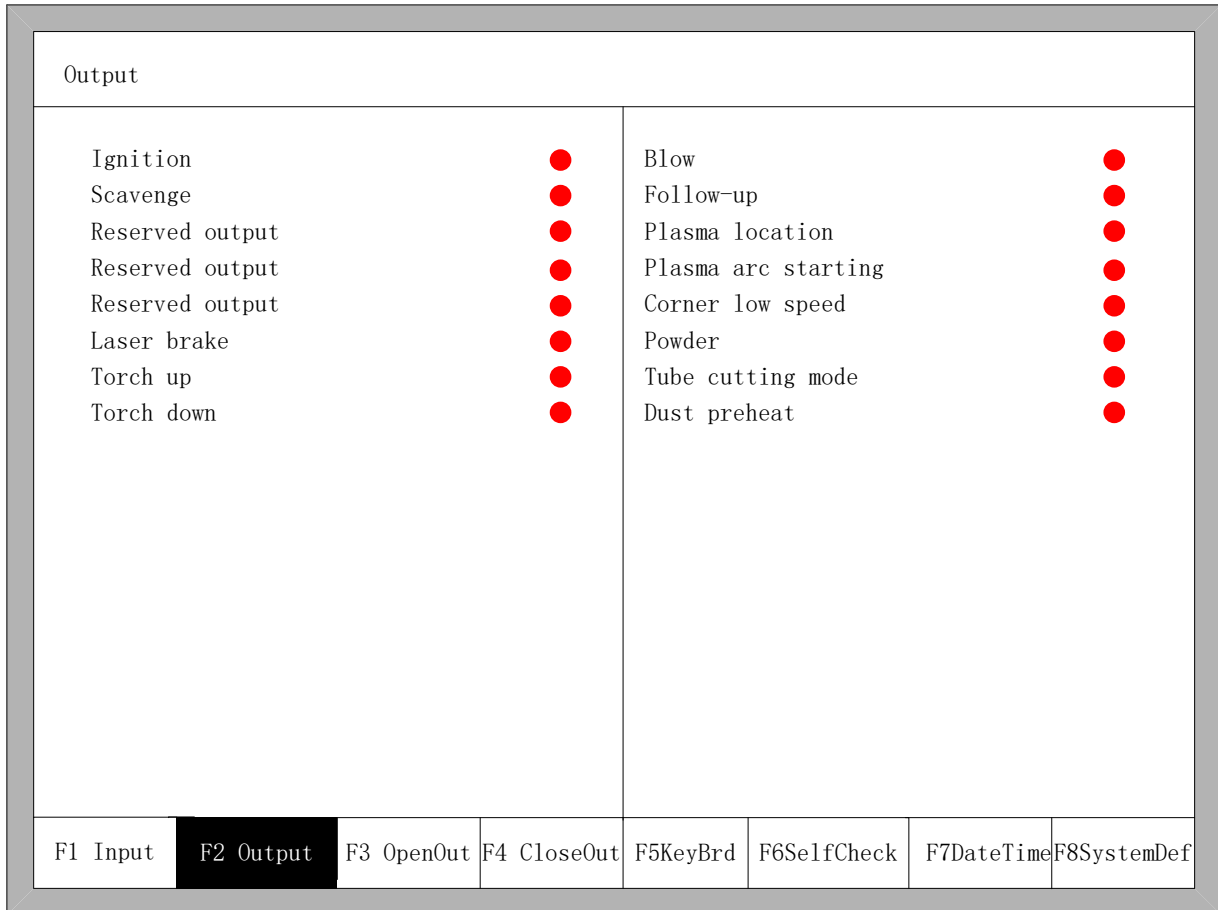 Output
Ignition
Scavenge
Reserved output
Reserved output
Reserved output
Laser brake
Torch up
Torch down
Blow
Follow-up
Plasma location
Plasma arc starting
Corner low speed
Powder
Tube cutting mode
Dust preheat
F1 Input F2 Output F3 OpenOut F4 CloseOut F5KeyBrd F6SelfCheck F7DateTime F8SystemDef